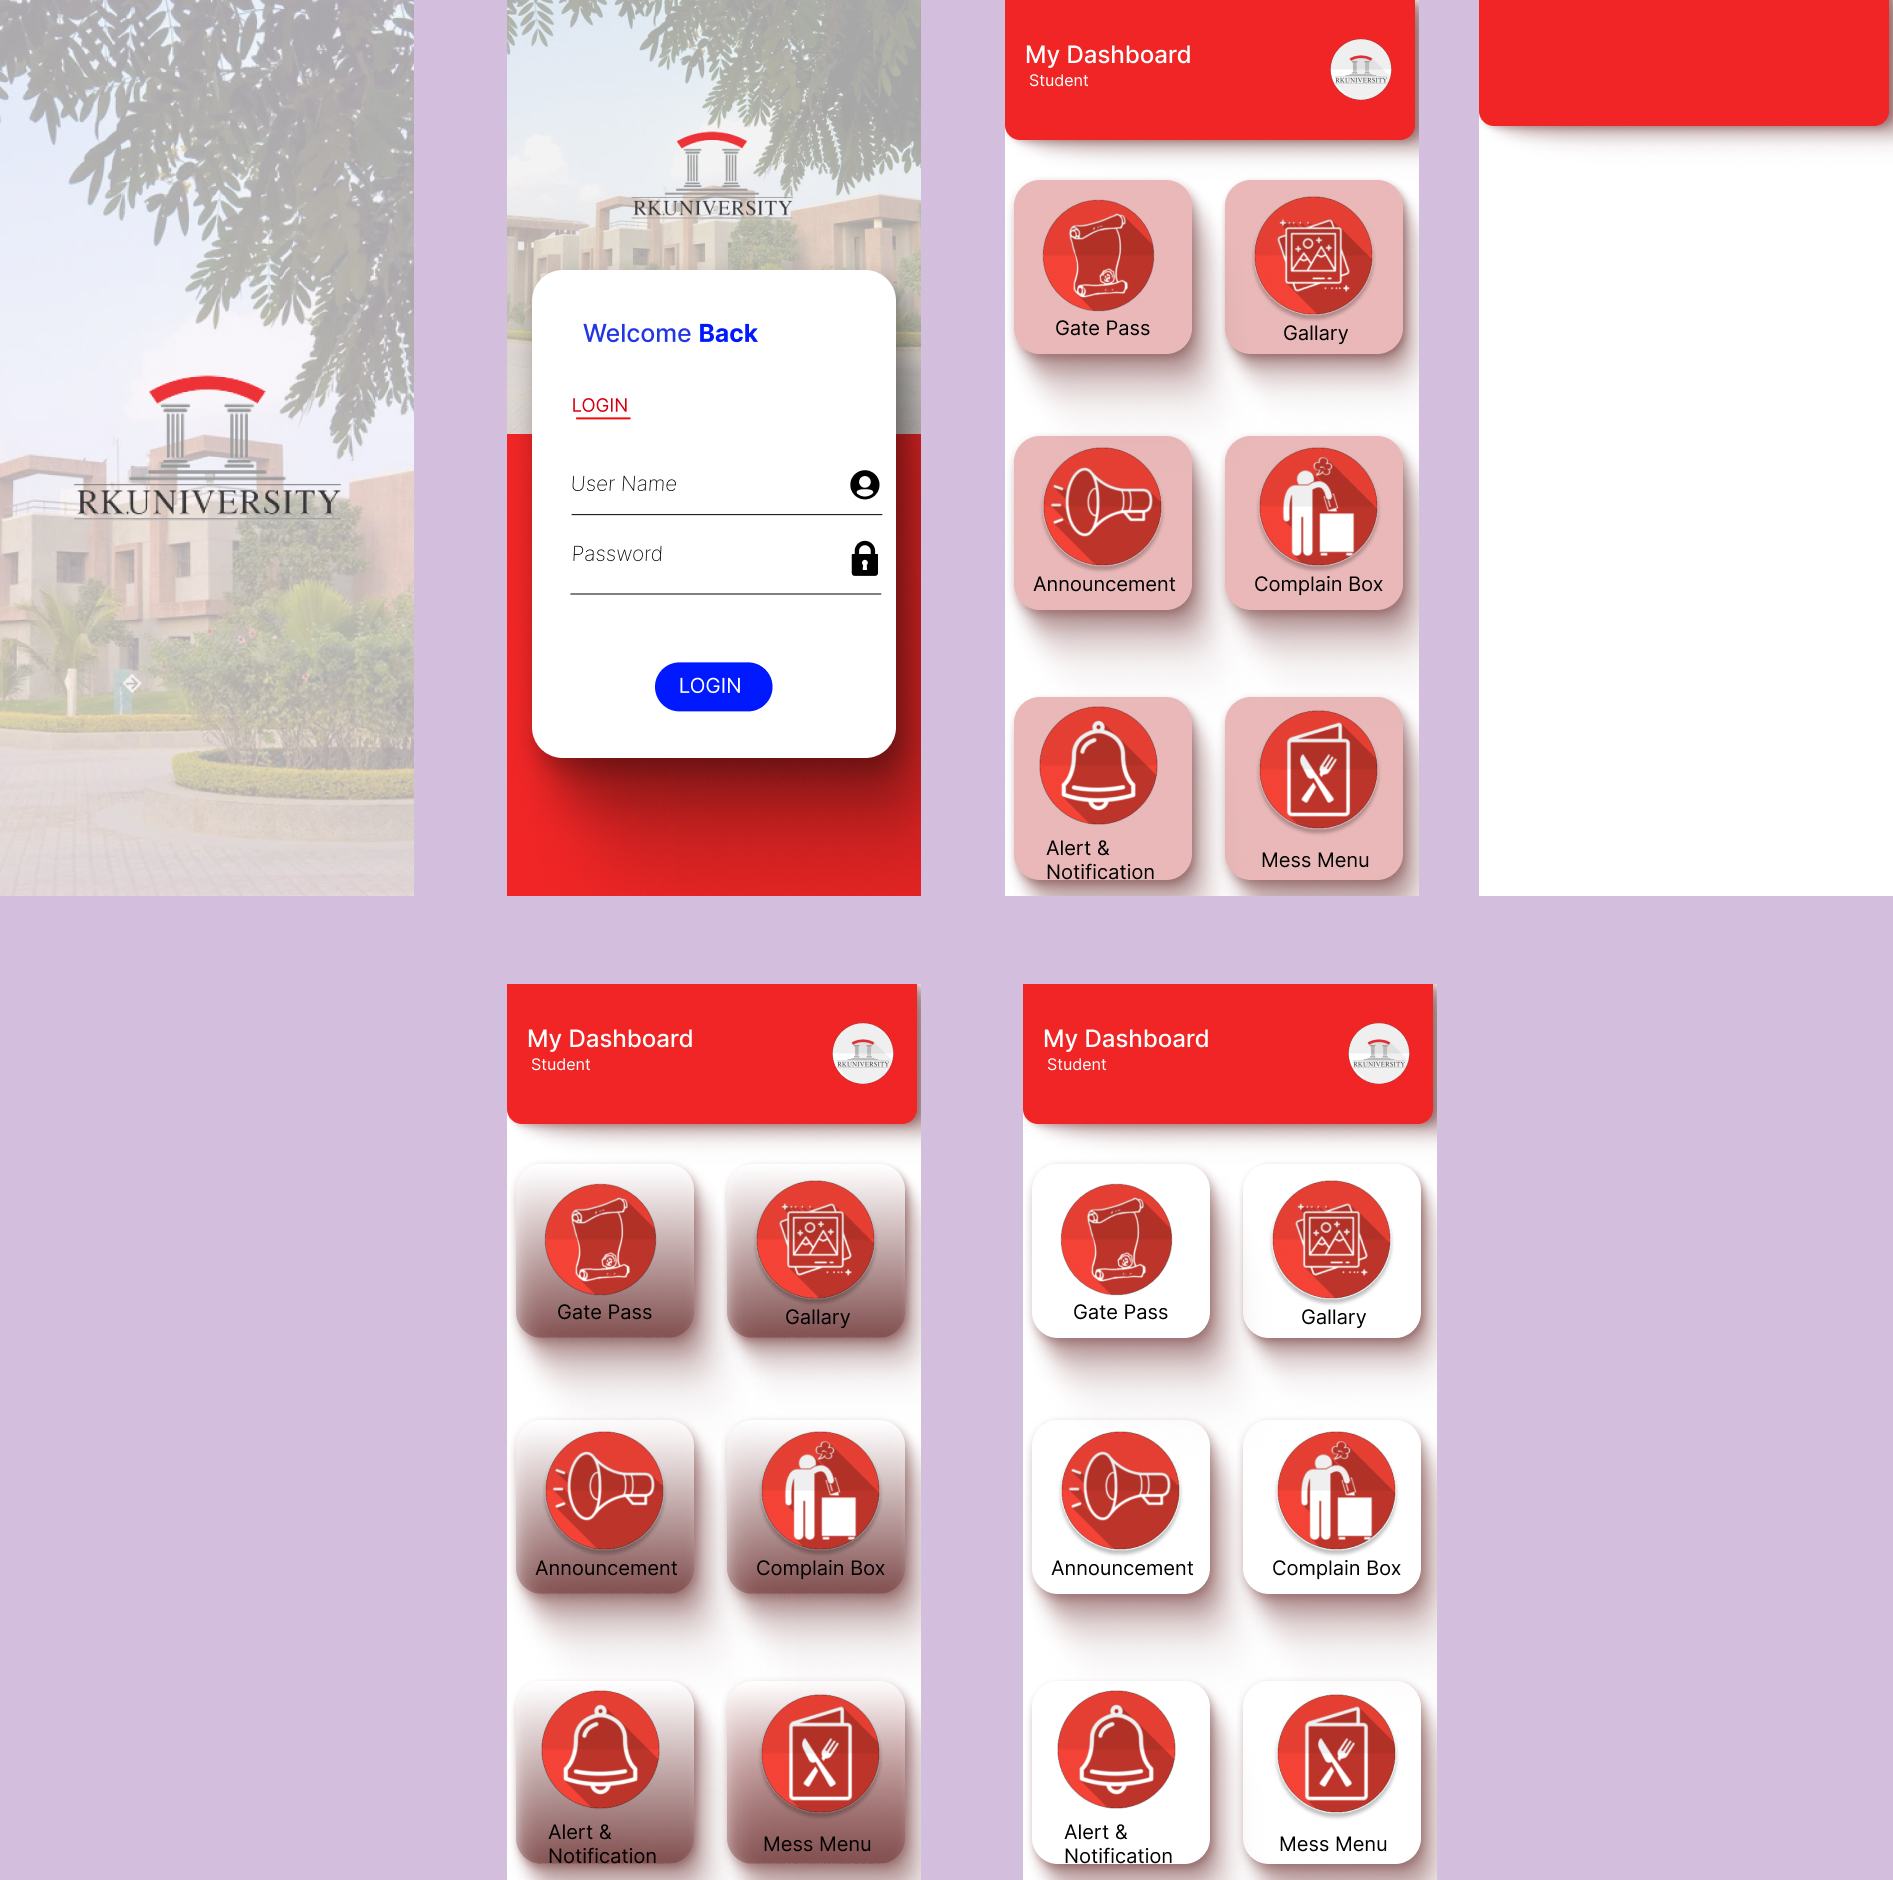 RK.UNIVERSITY
RKUNIVERSITY
Welcome Back
LOGIN
User Name
Password
LOGIN
My Dashboard
Student
RKUNIVERSITY
Gate Pass
Gallary
Announcement
Complain Box
Alert &
Notification
Mess Menu
My Dashboard
Student
RKUNIVERSITY
Gate Pass
Gallary
Announcement
Complain Box
Alert &
Notification
Mess Menu
My Dashboard
Student
RKUNIVERSITY
Gate Pass
Gallary
Announcement
Complain Box
Alert &
Notification
Mess Menu